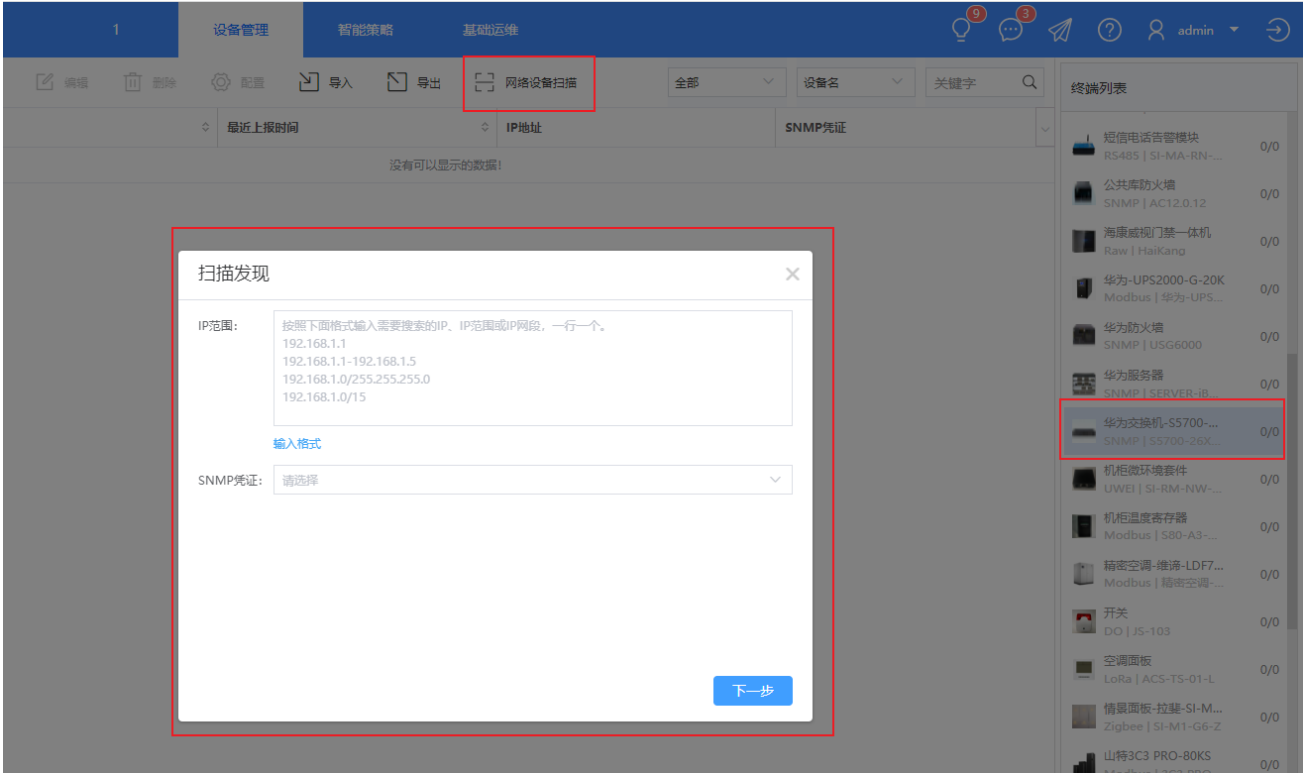 1
设备管理
智能策略
基础运维
9
3
admin
编辑
删除
配置
导入
导出
网络设备扫描
全部
设备名
关键字
最近上报时间
IP地址
SNMP凭证
没有可以显示的数据!
扫描发现
IP范围:
按照下面格式输入需要搜索的IP、IP范围或IP网段，一行一个。
192.168.1.1
192.168.1.1-192.168.1.5
192.168.1.0/255.255.255.0
192.168.1.0/15
输入格式
SNMP凭证:
请选择
下一步
终端列表
短信电话告警模块
RS485 | SI-MA-RN-...
0/0
公共库防火墙
SNMP | AC12.0.12
0/0
海康威视门禁一体机
Raw | HaiKang
0/0
华为-UPS2000-G-20K
Modbus | 华为-UPS...
0/0
华为防火墙
SNMP | USG6000
0/0
华为服务器
SNMP | SERVER-iB...
0/0
华为交换机-S5700-...
SNMP | S5700-26X...
0/0
机柜微环境套件
UWEI | SI-RM-NW-...
0/0
机柜温度寄存器
Modbus | S80-A3-...
0/0
精密空调-维谛-LDF7...
Modbus | 精密空调-...
0/0
开关
DO | JS-103
0/0
空调面板
LoRa | ACS-TS-01-L
0/0
情景面板-拉斐-SI-M...
Zigbee | SI-M1-G6-Z
0/0
山特3C3 PRO-80KS
0/0